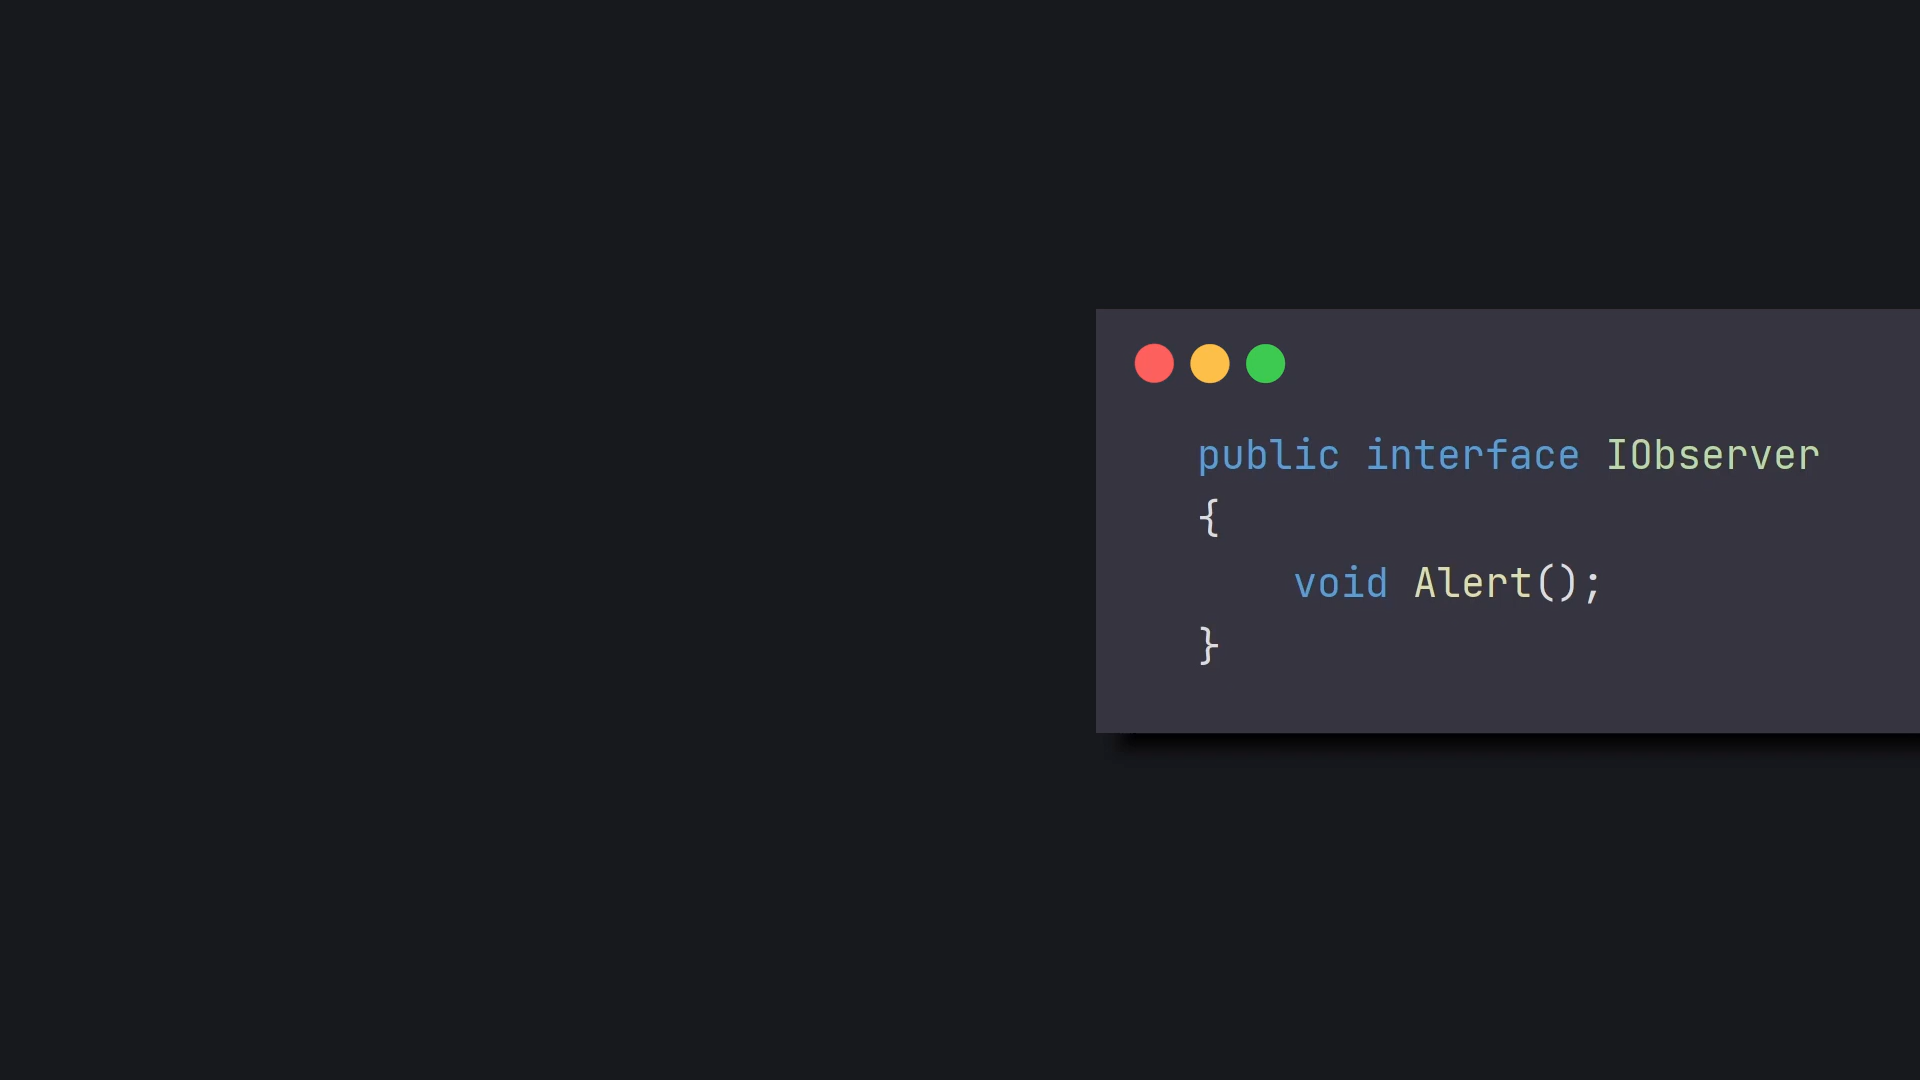 public interface IObserver
{
    void Alert();
}